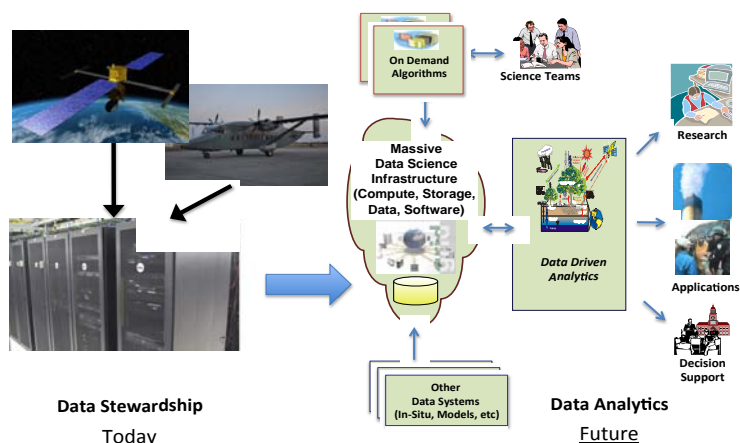 On Demand
Algorithms
Science Teams
Massive
Data Science
Infrastructure
(Compute, Storage,
Data, Software)
Data Driven
Analytics
Research
Applications
Decision
Support
Other
Data Systems
(In-Situ, Models, etc)
Data Stewardship
Today
Data Analytics
Future